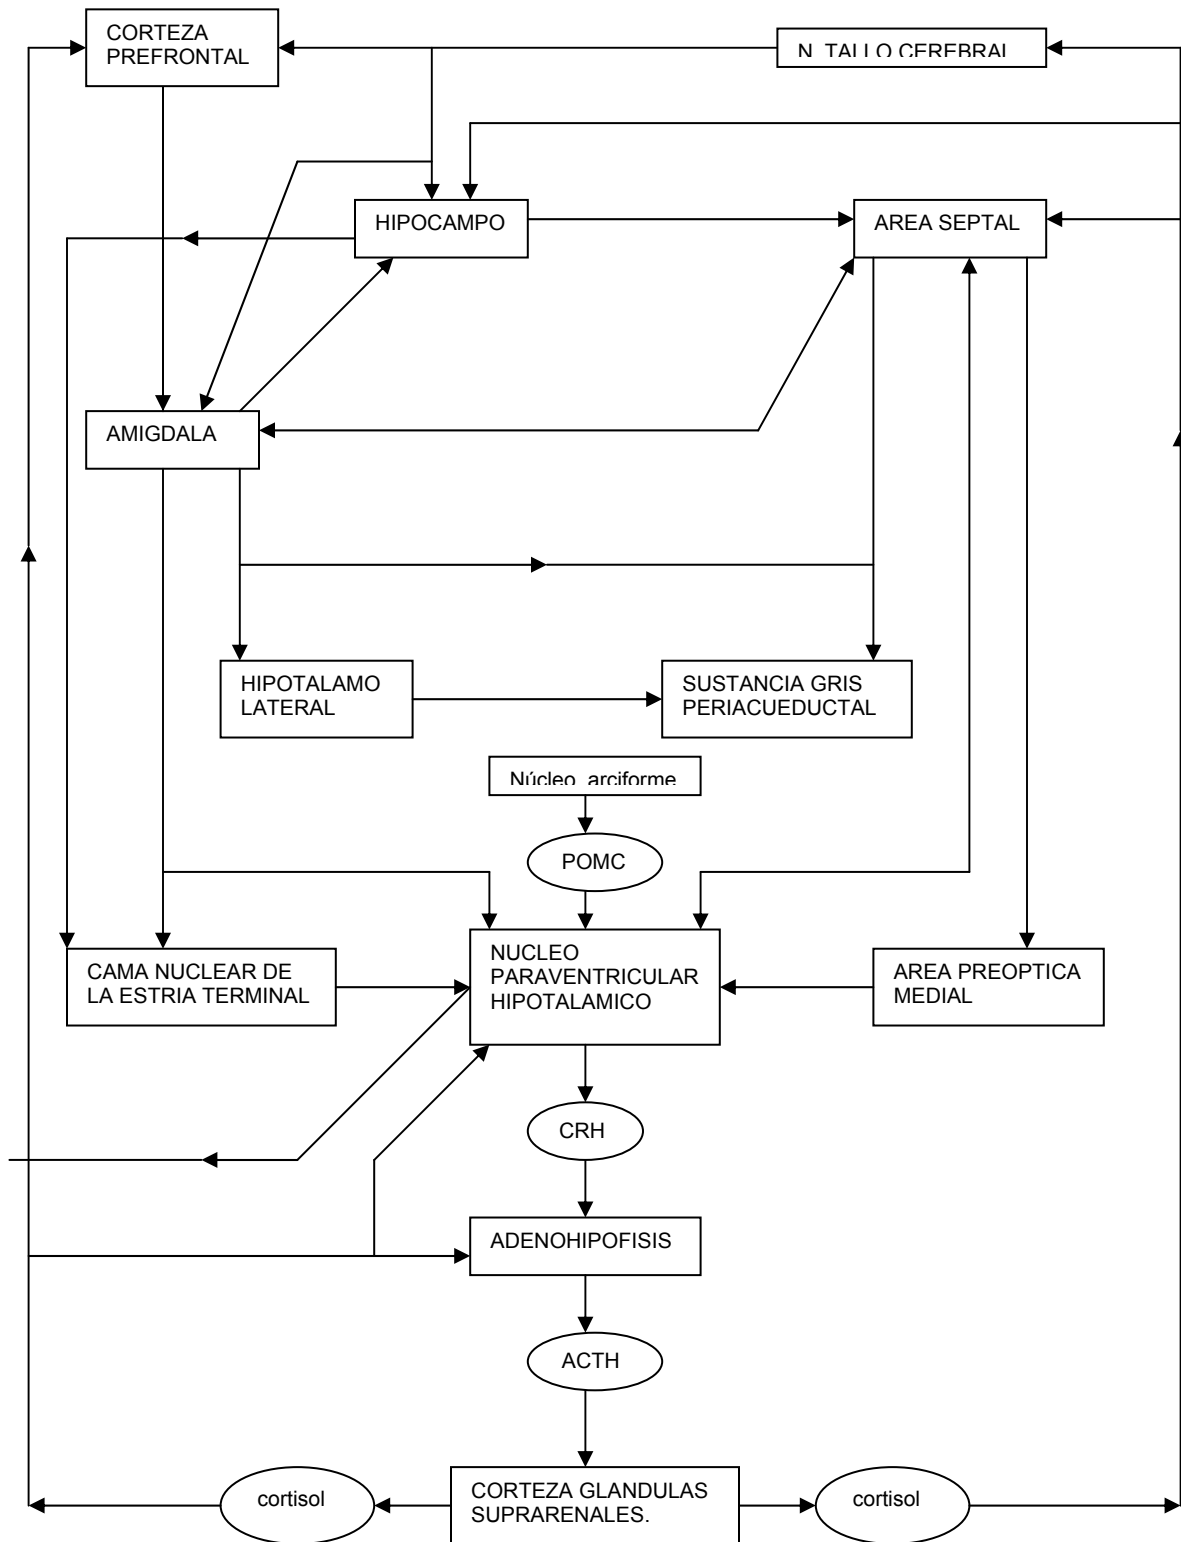 CORTEZA
PREFRONTAL
N. TALLO CEREBRAL
HIPOCAMPO
AREA SEPTAL
AMIGDALA
HIPOTALAMO
LATERAL
SUSTANCIA GRIS
PERIACUEDUCTAL
Núcleo arciforme
POMC
CAMA NUCLEAR DE
LA ESTRIA TERMINAL
NUCLEO
PARAVENTRICULAR
HIPOTALAMICO
AREA PREOPTICA
MEDIAL
CRH
ADENOHIPOFISIS
ACTH
cortisol
CORTEZA GLANDULAS
SUPRARENALES.
cortisol